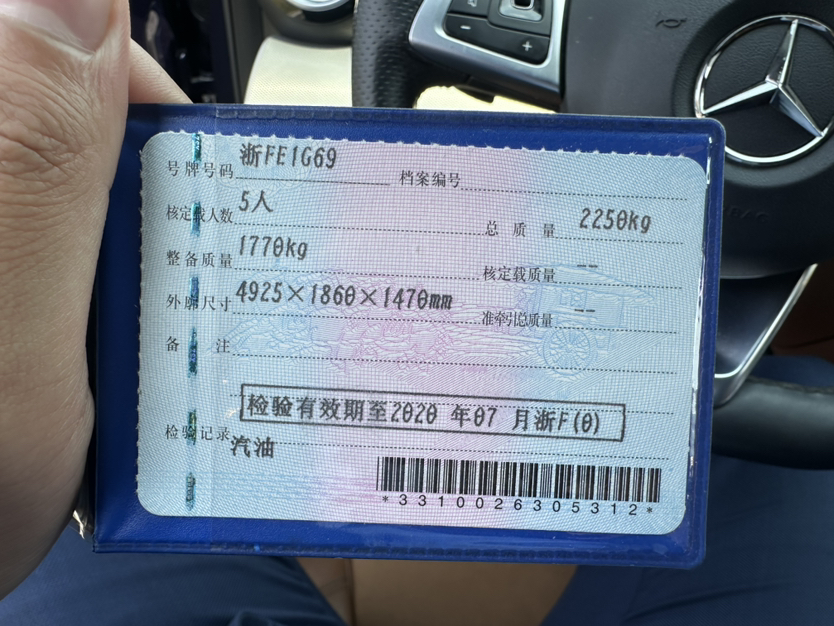 号牌号码 浙FE1G69 档案编号
核定载人数 5人 总质量 2250kg
整备质量 1770kg 核定载质量 --
外廓尺寸 4925×1860×1470mm 准牵引总质量 --
备注
检验有效期至2020年07月浙F(0)
检验记录
汽油
*3310026305312*